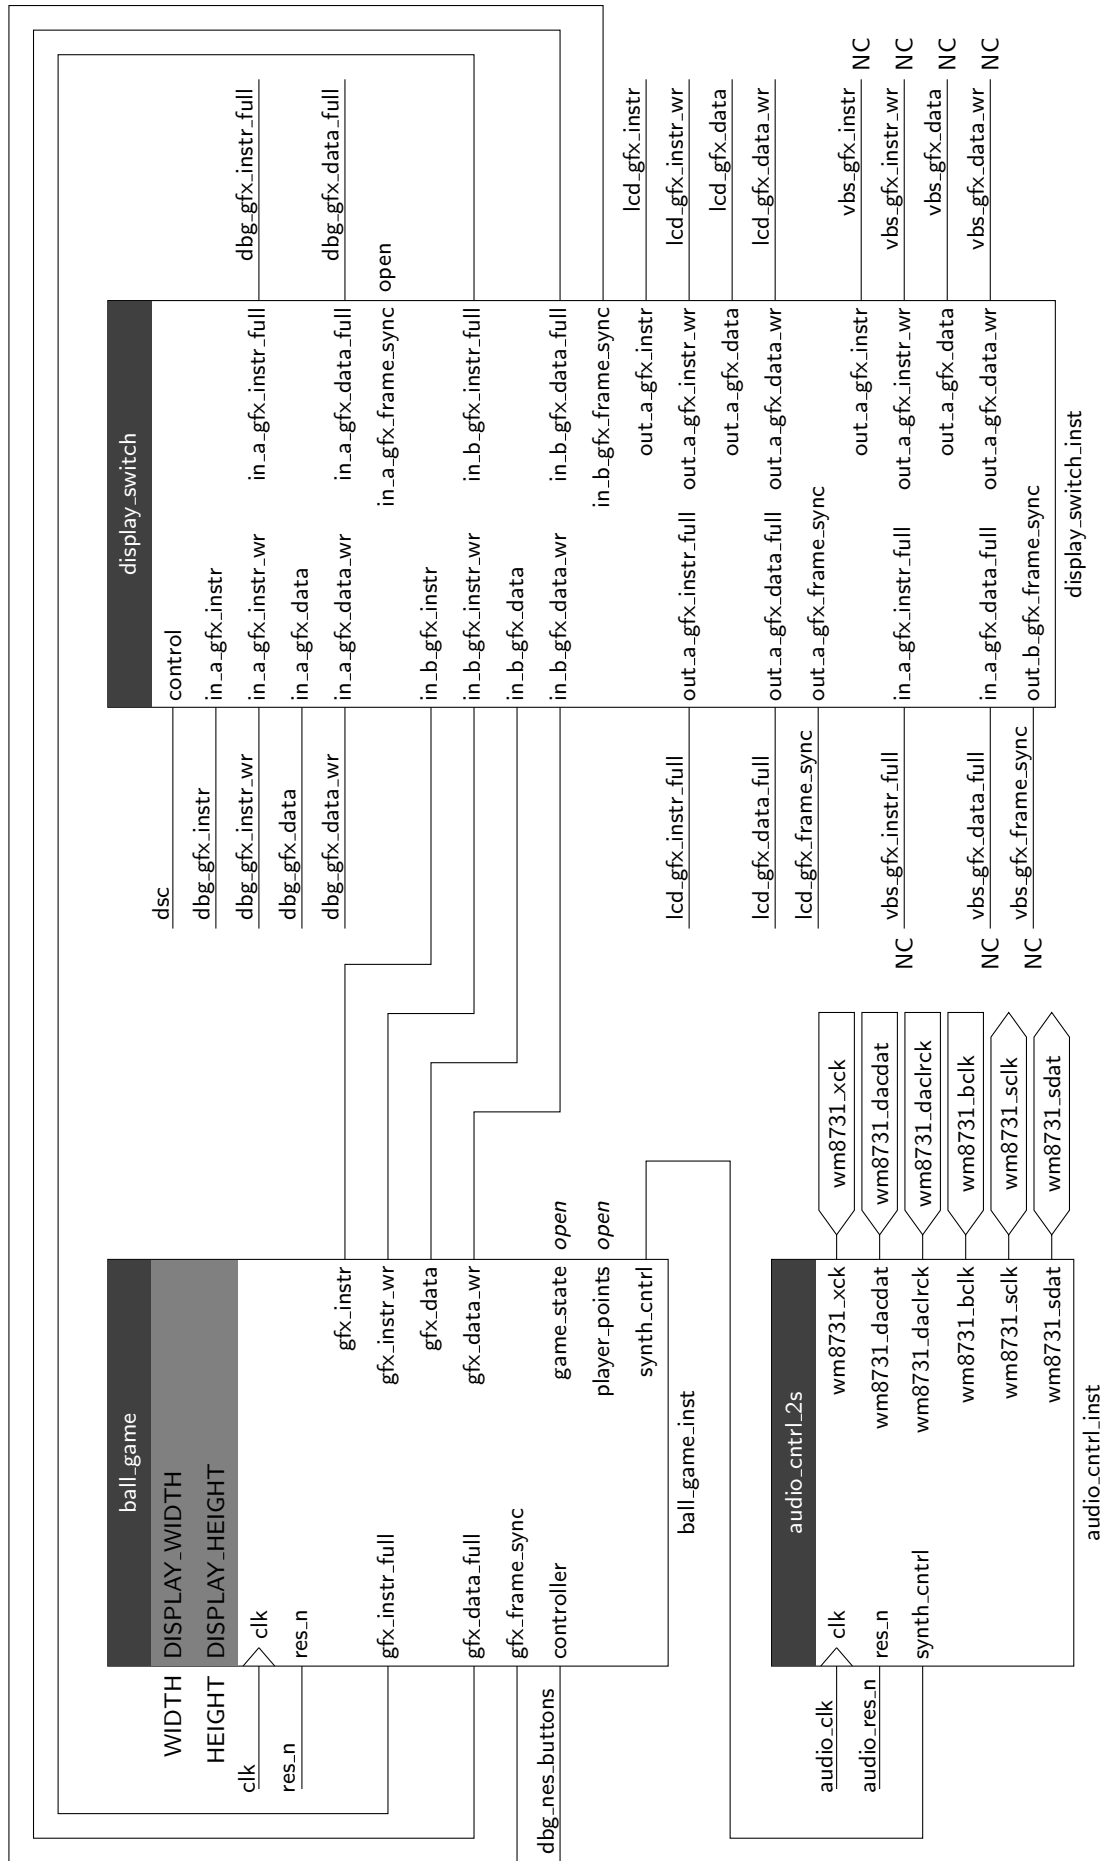 ball_game
WIDTH DISPLAY_WIDTH
HEIGHT DISPLAY_HEIGHT
clk
clk
res_n
res_n
gfx_instr_full
gfx_data_full
gfx_frame_sync
dbg_nes_buttons
controller
gfx_instr
gfx_instr_wr
gfx_data
gfx_data_wr
game_state
open
player_points
open
synth_cntrl
ball_game_inst
display_switch
dsc
control
dbg_gfx_instr
in_a_gfx_instr
dbg_gfx_instr_wr
in_a_gfx_instr_wr
in_a_gfx_instr_full
dbg_gfx_instr_full
dbg_gfx_data
in_a_gfx_data
dbg_gfx_data_wr
in_a_gfx_data_wr
in_a_gfx_data_full
dbg_gfx_data_full
in_a_gfx_frame_sync
open
in_b_gfx_instr
in_b_gfx_instr_wr
in_b_gfx_instr_full
in_b_gfx_data
in_b_gfx_data_wr
in_b_gfx_data_full
in_b_gfx_frame_sync
out_a_gfx_instr
lcd_gfx_instr
lcd_gfx_instr_full
out_a_gfx_instr_full
out_a_gfx_instr_wr
lcd_gfx_instr_wr
out_a_gfx_data
lcd_gfx_data
lcd_gfx_data_full
out_a_gfx_data_full
out_a_gfx_data_wr
lcd_gfx_data_wr
lcd_gfx_frame_sync
out_a_gfx_frame_sync
out_a_gfx_instr
vbs_gfx_instr
NC
NC
vbs_gfx_instr_full
in_a_gfx_instr_full
out_a_gfx_instr_wr
vbs_gfx_instr_wr
NC
out_a_gfx_data
vbs_gfx_data
NC
NC
vbs_gfx_data_full
in_a_gfx_data_full
out_a_gfx_data_wr
vbs_gfx_data_wr
NC
NC
vbs_gfx_frame_sync
out_b_gfx_frame_sync
display_switch_inst
audio_cntrl_2s
audio_clk
clk
audio_res_n
res_n
synth_cntrl
wm8731_xck
wm8731_xck
wm8731_dacdat
wm8731_dacdat
wm8731_daclrck
wm8731_daclrck
wm8731_bclk
wm8731_bclk
wm8731_sclk
wm8731_sclk
wm8731_sdat
wm8731_sdat
audio_cntrl_inst